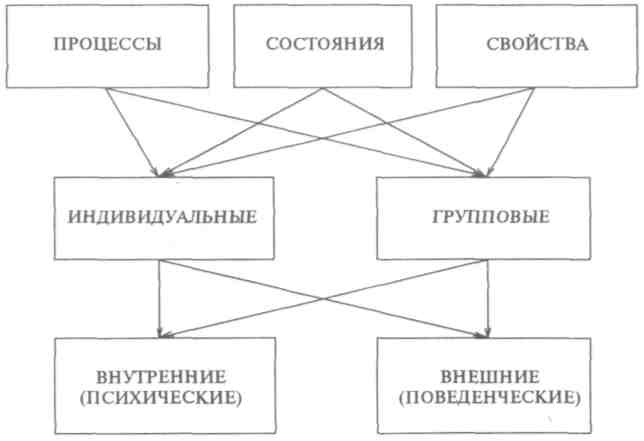 ПРОЦЕССЫ
СОСТОЯНИЯ
СВОЙСТВА
ИНДИВИДУАЛЬНЫЕ
ГРУППОВЫЕ
ВНУТРЕННИЕ
(ПСИХИЧЕСКИЕ)
ВНЕШНИЕ
(ПОВЕДЕНЧЕСКИЕ)